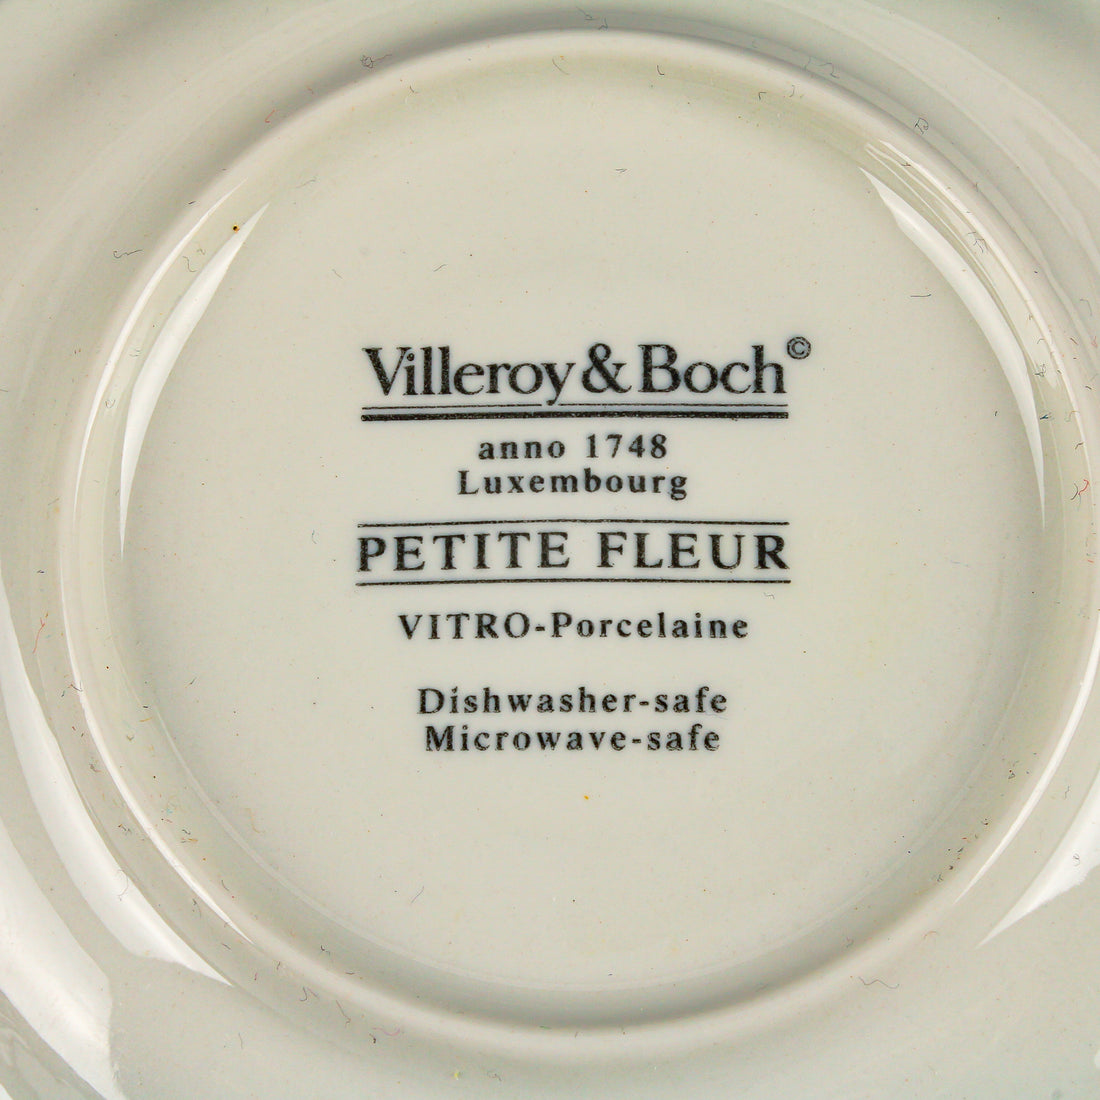 Villeroy & Boch©
anno 1748
Luxembourg
PETITE FLEUR
VITRO-Porcelaine
Dishwasher-safe
Microwave-safe